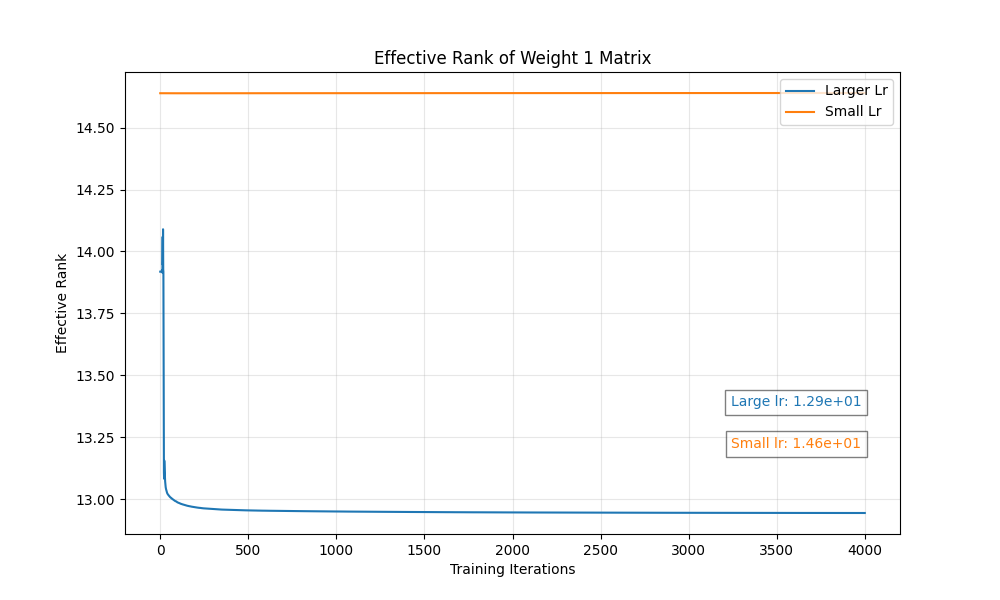 Effective Rank of Weight 1 Matrix
Larger Lr
Small Lr
14.50
14.25
14.00
13.75
13.50
13.25
13.00
Effective Rank
Large lr: 1.29e+01
Small lr: 1.46e+01
0
500
1000
1500
2000
2500
3000
3500
4000
Training Iterations